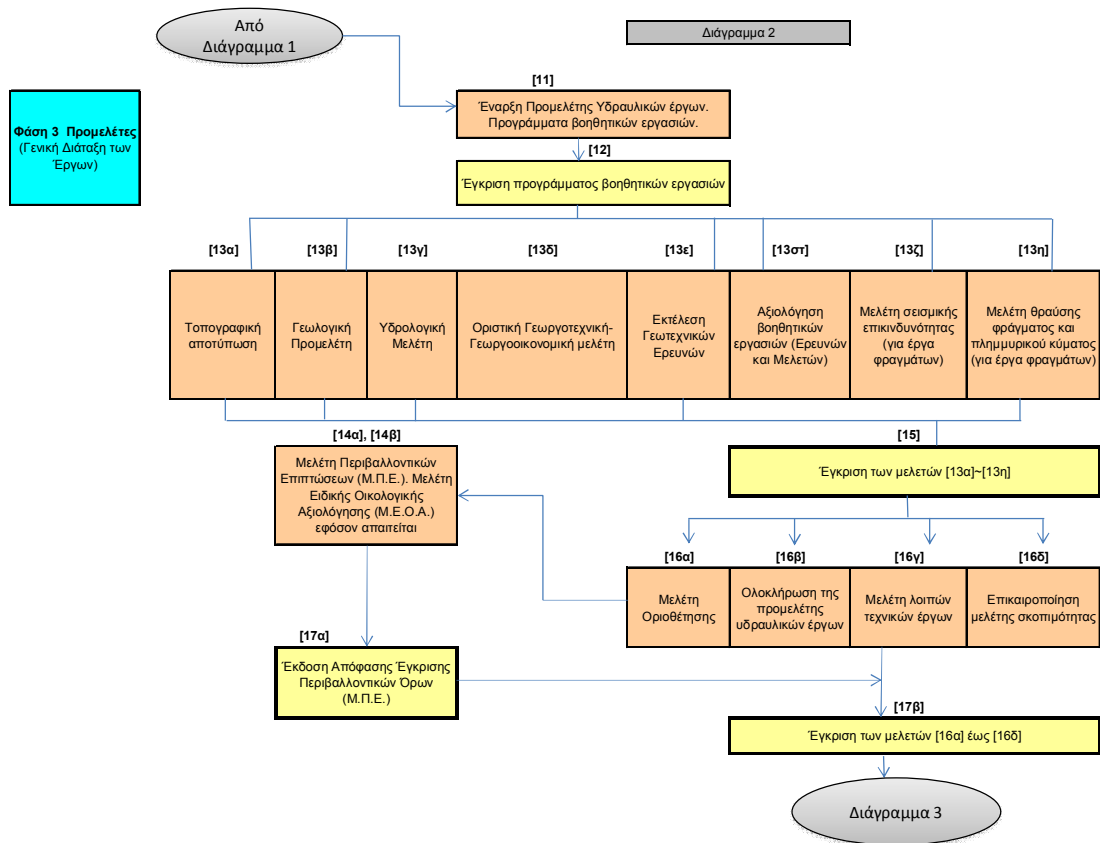 Από
Διάγραμμα 1
Διάγραμμα 2
[11]
Έναρξη Προμελέτης Υδραυλικών έργων.
Προγράμματα βοηθητικών εργασιών.
Φάση 3 Προμελέτες
(Γενική Διάταξη των
Έργων)
[12]
Έγκριση προγράμματος βοηθητικών εργασιών
[13α]
[13β]
[13γ]
[13δ]
[13ε]
[13στ]
[13ζ]
[13η]
Τοπογραφική
αποτύπωση
Γεωλογική
Προμελέτη
Υδρολογική
Μελέτη
Οριστική Γεωργοτεχνική-
Γεωργοοικονομική μελέτη
Εκτέλεση
Γεωτεχνικών
Ερευνών
Αξιολόγηση
βοηθητικών
εργασιών (Ερευνών
και Μελετών)
Μελέτη σεισμικής
επικινδυνότητας
(για έργα
φραγμάτων)
Μελέτη θραύσης
φράγματος και
πλημμυρικού κύματος
(για έργα φραγμάτων)
[14α], [14β]
Μελέτη Περιβαλλοντικών
Επιπτώσεων (Μ.Π.Ε.). Μελέτη
Ειδικής Οικολογικής
Αξιολόγησης (Μ.Ε.Ο.Α.)
εφόσον απαιτείται
[15]
Έγκριση των μελετών [13α]~[13η]
[16α]
[16β]
[16γ]
[16δ]
Μελέτη
Οριοθέτησης
Ολοκλήρωση της
προμελέτης
υδραυλικών έργων
Μελέτη λοιπών
τεχνικών έργων
Επικαιροποίηση
μελέτης σκοπιμότητας
[17α]
Έκδοση Απόφασης Έγκρισης
Περιβαλλοντικών Όρων
(Μ.Π.Ε.)
[17β]
Έγκριση των μελετών [16α] έως [16δ]
Διάγραμμα 3